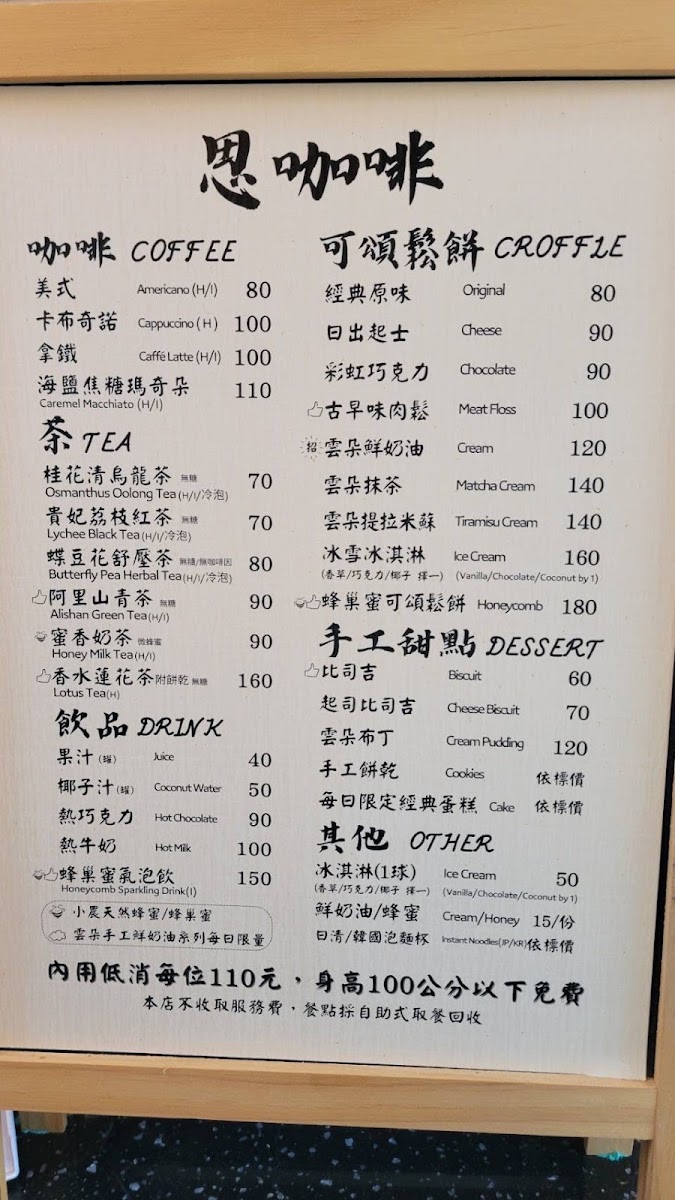 思咖啡
咖啡 COFFEE
美式 Americano (H/I) 80
卡布奇諾 Cappuccino ( H ) 100
拿鐵 Caffé Latte (H/I) 100
海鹽焦糖瑪奇朵 110
Caremel Macchiato (H/I)
茶 TEA
桂花清烏龍茶 無糖 70
Osmanthus Oolong Tea (H/I/冷泡)
貴妃荔枝紅茶 無糖 70
Lychee Black Tea (H/I/冷泡)
蝶豆花舒壓茶 無糖/無咖啡因 80
Butterfly Pea Herbal Tea (H/I/冷泡)
阿里山青茶 無糖 90
Alishan Green Tea (H/I)
蜜香奶茶 微蜂蜜 90
Honey Milk Tea (H/I)
香水蓮花茶 附餅乾 無糖 160
Lotus Tea (H)
飲品 DRINK
果汁 (罐) Juice 40
椰子汁 (罐) Coconut Water 50
熱巧克力 Hot Chocolate 90
熱牛奶 Hot Milk 100
蜂巢蜜氣泡飲 150
Honeycomb Sparkling Drink(I)
小農天然蜂蜜/蜂巢蜜
雲朵手工鮮奶油系列每日限量
可頌鬆餅 CROFFLE
經典原味 Original 80
日出起士 Cheese 90
彩虹巧克力 Chocolate 90
古早味肉鬆 Meat Floss 100
招 雲朵鮮奶油 Cream 120
雲朵抹茶 Matcha Cream 140
雲朵提拉米蘇 Tiramisu Cream 140
冰雪冰淇淋 Ice Cream 160
(香草/巧克力/椰子 擇一) (Vanilla/Chocolate/Coconut by 1)
蜂巢蜜可頌鬆餅 Honeycomb 180
手工甜點 DESSERT
比司吉 Biscuit 60
起司比司吉 Cheese Biscuit 70
雲朵布丁 Cream Pudding 120
手工餅乾 Cookies 依標價
每日限定經典蛋糕 Cake 依標價
其他 OTHER
冰淇淋(1球) Ice Cream 50
(香草/巧克力/椰子 擇一) (Vanilla/Chocolate/Coconut by 1)
鮮奶油/蜂蜜 Cream/Honey 15/份
日清/韓國泡麵杯 Instant Noodles(JP/KR) 依標價
內用低消每位110元，身高100公分以下免費
本店不收取服務費，餐點採自助式取餐回收